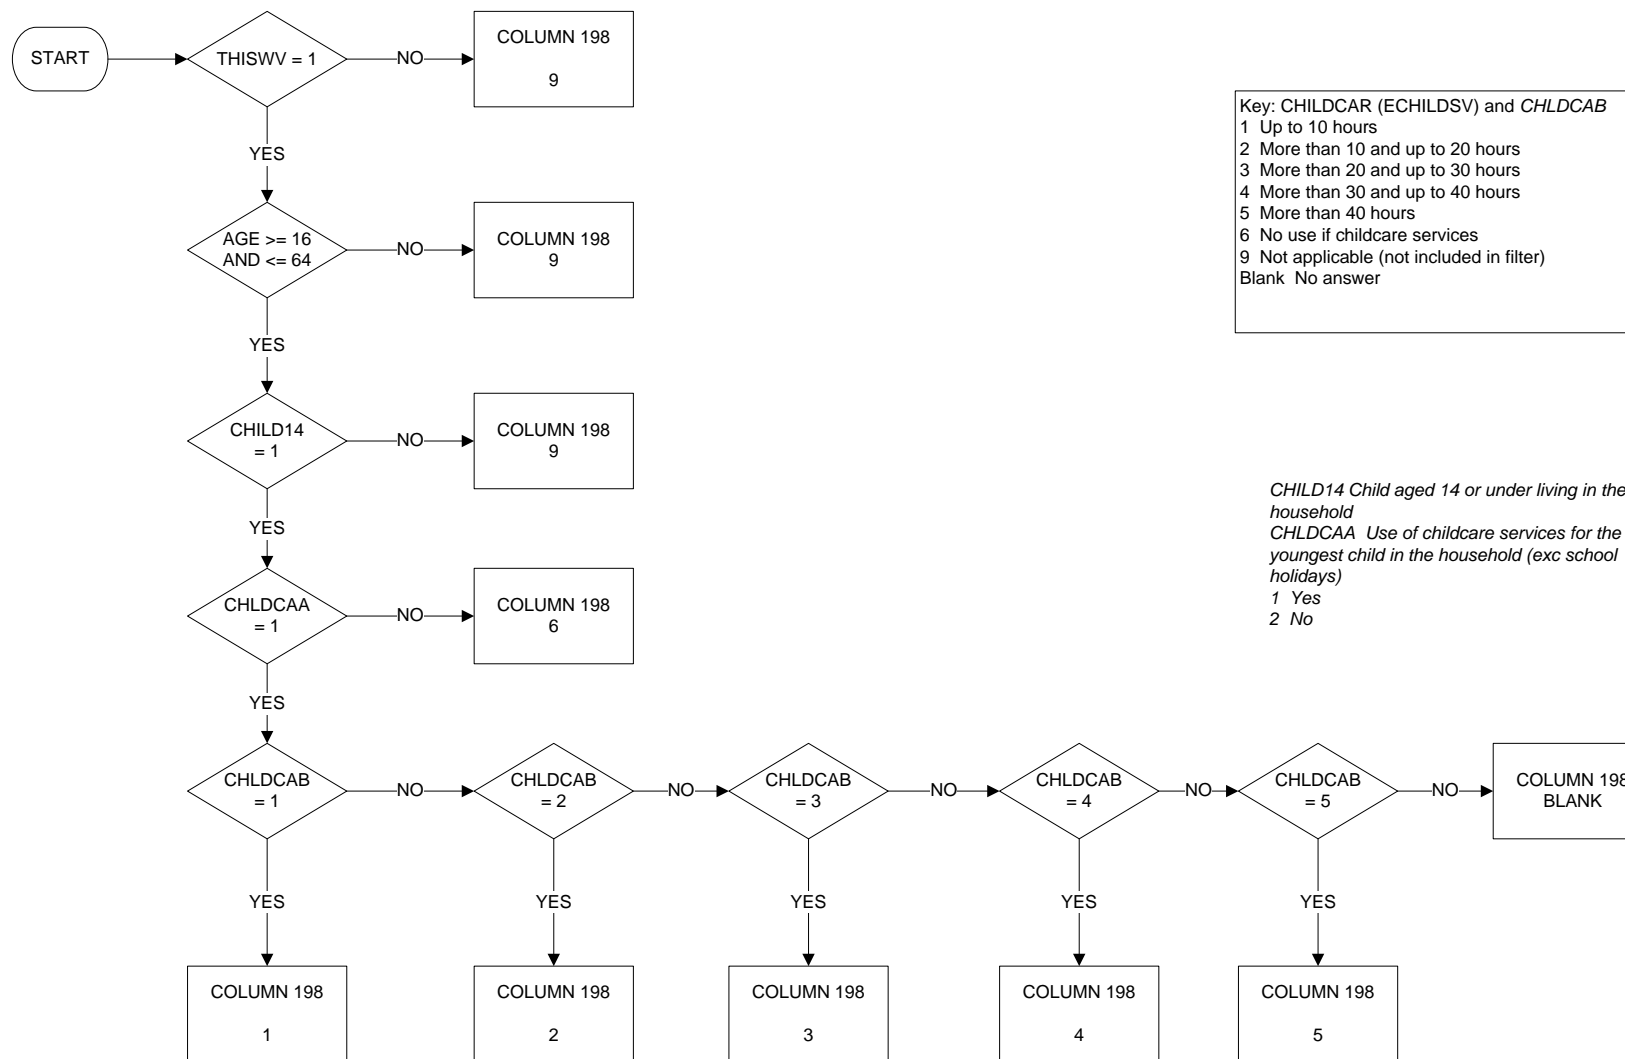 START
THISWV = 1
NO
COLUMN 198
9
YES
Key: CHILDCAR (ECHILDSV) and CHLDCAB
1 Up to 10 hours
2 More than 10 and up to 20 hours
3 More than 20 and up to 30 hours
4 More than 30 and up to 40 hours
5 More than 40 hours
6 No use if childcare services
9 Not applicable (not included in filter)
Blank No answer
AGE >= 16
AND <= 64
NO
COLUMN 198
9
YES
CHILD14
= 1
NO
COLUMN 198
9
YES
CHILD14 Child aged 14 or under living in the
household
CHLDCAA Use of childcare services for the
youngest child in the household (exc school
holidays)
1 Yes
2 No
CHLDCAA
= 1
NO
COLUMN 198
6
YES
CHLDCAB
= 1
NO
CHLDCAB
= 2
NO
CHLDCAB
= 3
NO
CHLDCAB
= 4
NO
CHLDCAB
= 5
NO
COLUMN 198
BLANK
YES
YES
YES
YES
YES
COLUMN 198
1
COLUMN 198
2
COLUMN 198
3
COLUMN 198
4
COLUMN 198
5